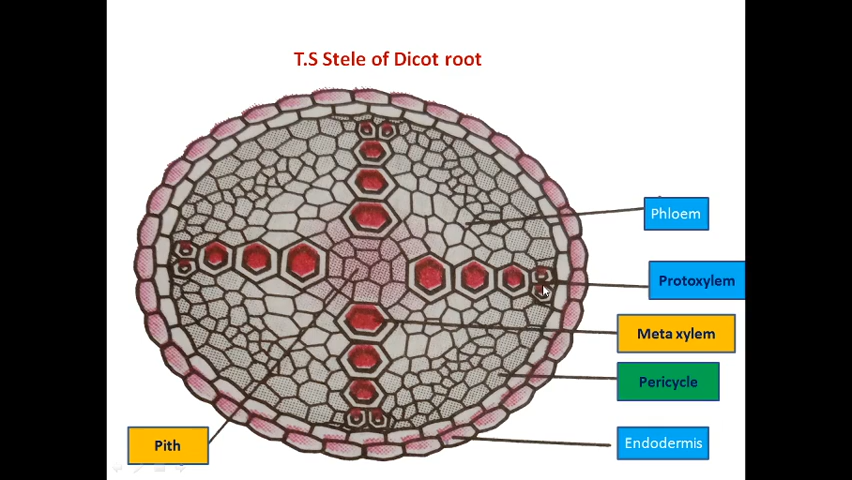 T.S Stele of Dicot root
Phloem
Protoxylem
Meta xylem
Pericycle
Endodermis
Pith